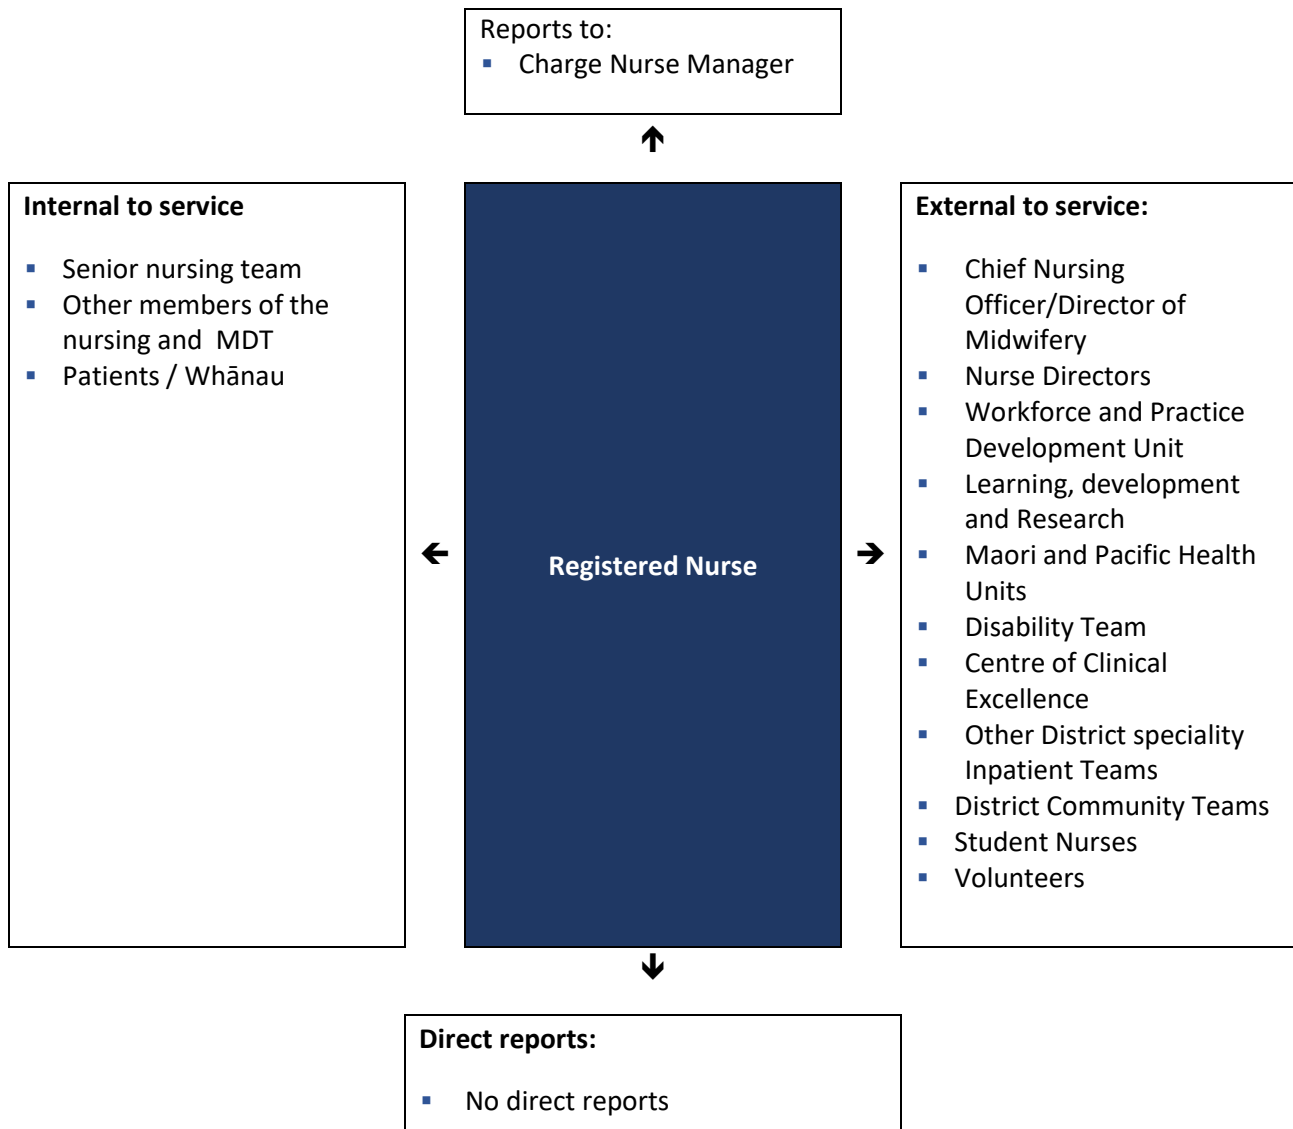 Reports to:
▪ Charge Nurse Manager
Internal to service
▪ Senior nursing team
▪ Other members of the
nursing and  MDT
▪ Patients / Whānau
Registered Nurse
External to service:
▪ Chief Nursing
Officer/Director of
Midwifery
▪ Nurse Directors
▪ Workforce and Practice
Development Unit
▪ Learning, development
and Research
▪ Maori and Pacific Health
Units
▪ Disability Team
▪ Centre of Clinical
Excellence
▪ Other District speciality
Inpatient Teams
▪ District Community Teams
▪ Student Nurses
▪ Volunteers
Direct reports:
▪ No direct reports